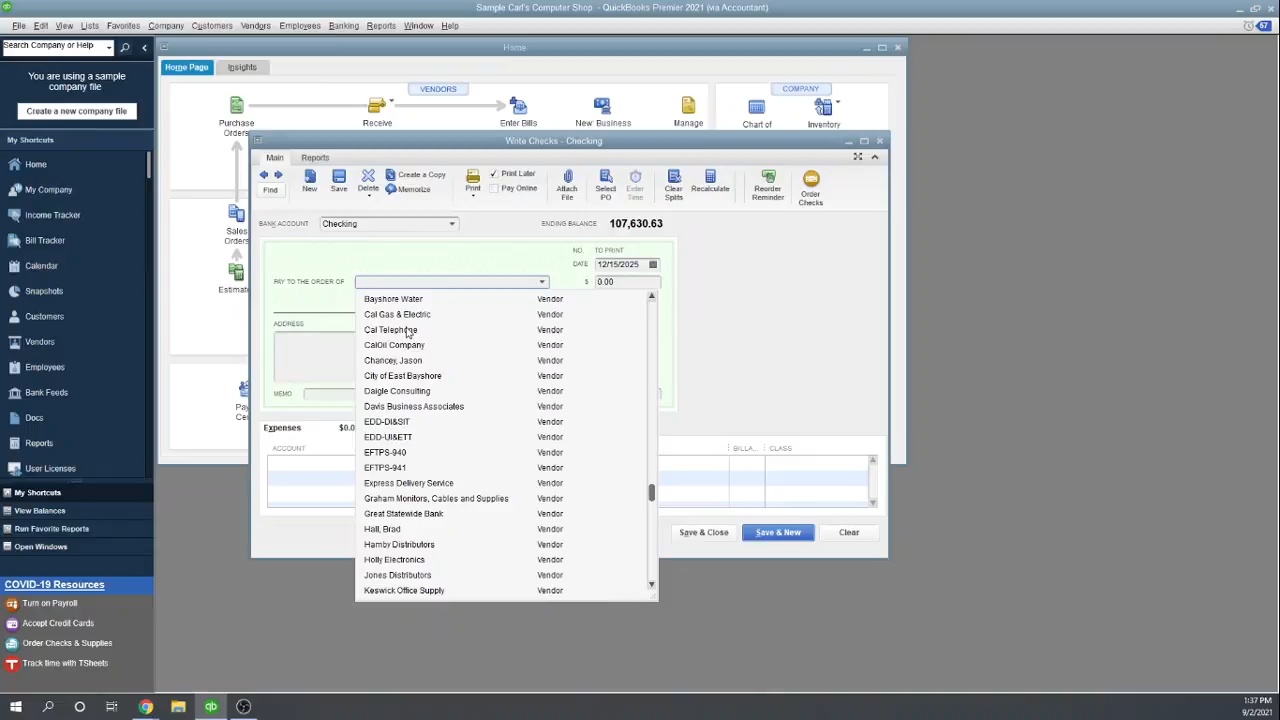 Sample Carl's Computer Shop - QuickBooks Premier 2021 (via Accountant)
File Edit View Lists Favorites Company Customers Vendors Employees Banking Reports Window Help
57
Search Company or Help
Home
You are using a sample
company file
Create a new company file
My Shortcuts
Home
My Company
Income Tracker
Bill Tracker
Calendar
Snapshots
Customers
Vendors
Employees
Bank Feeds
Docs
Reports
User Licenses
My Shortcuts
View Balances
Run Favorite Reports
Open Windows
COVID-19 Resources
Turn on Payroll
Accept Credit Cards
Order Checks & Supplies
Track time with TSheets
Home Page Insights
VENDORS
COMPANY
Purchase
Orders
Receive
Enter Bills
New Business
Manage
Chart of
Inventory
Sales
Orders
Estimate
Write Checks - Checking
Main Reports
Find
New
Save
Delete
Create a Copy
Memorize
Print
Print Later
Pay Online
Attach
File
Select
PO
Enter
Time
Clear
Splits
Recalculate
Reorder
Reminder
Order
Checks
BANK ACCOUNT Checking ENDING BALANCE 107,630.63
NO. TO PRINT
DATE 12/15/2025
PAY TO THE ORDER OF $ 0.00
ADDRESS
MEMO
Bayshore Water Vendor
Cal Gas & Electric Vendor
Cal Telephone Vendor
CalOil Company Vendor
Chancey, Jason Vendor
City of East Bayshore Vendor
Daigle Consulting Vendor
Davis Business Associates Vendor
EDD-DI&SIT Vendor
EDD-UI&ETT Vendor
EFTPS-940 Vendor
EFTPS-941 Vendor
Express Delivery Service Vendor
Graham Monitors, Cables and Supplies Vendor
Great Statewide Bank Vendor
Hall, Brad Vendor
Hamby Distributors Vendor
Holly Electronics Vendor
Jones Distributors Vendor
Keswick Office Supply Vendor
Expenses $0.0
ACCOUNT BILLA... CLASS
Save & Close Save & New Clear
1:37 PM
9/2/2021